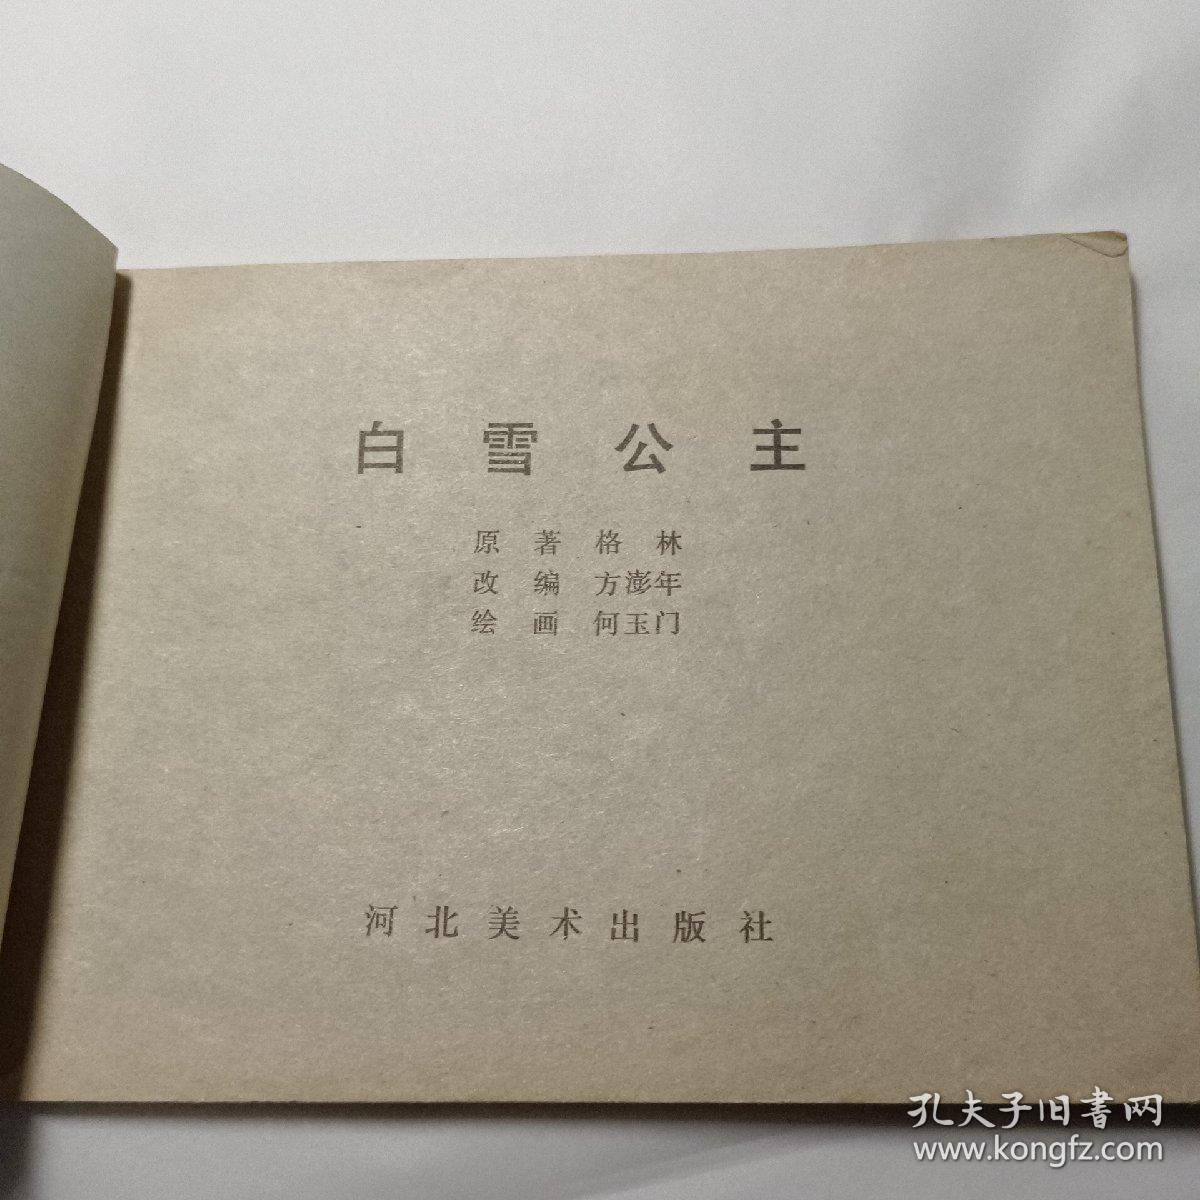 白雪公主
原著 格林
改编 方澎年
绘画 何玉门
河北美术出版社
孔夫子旧書网
www.kongfz.com